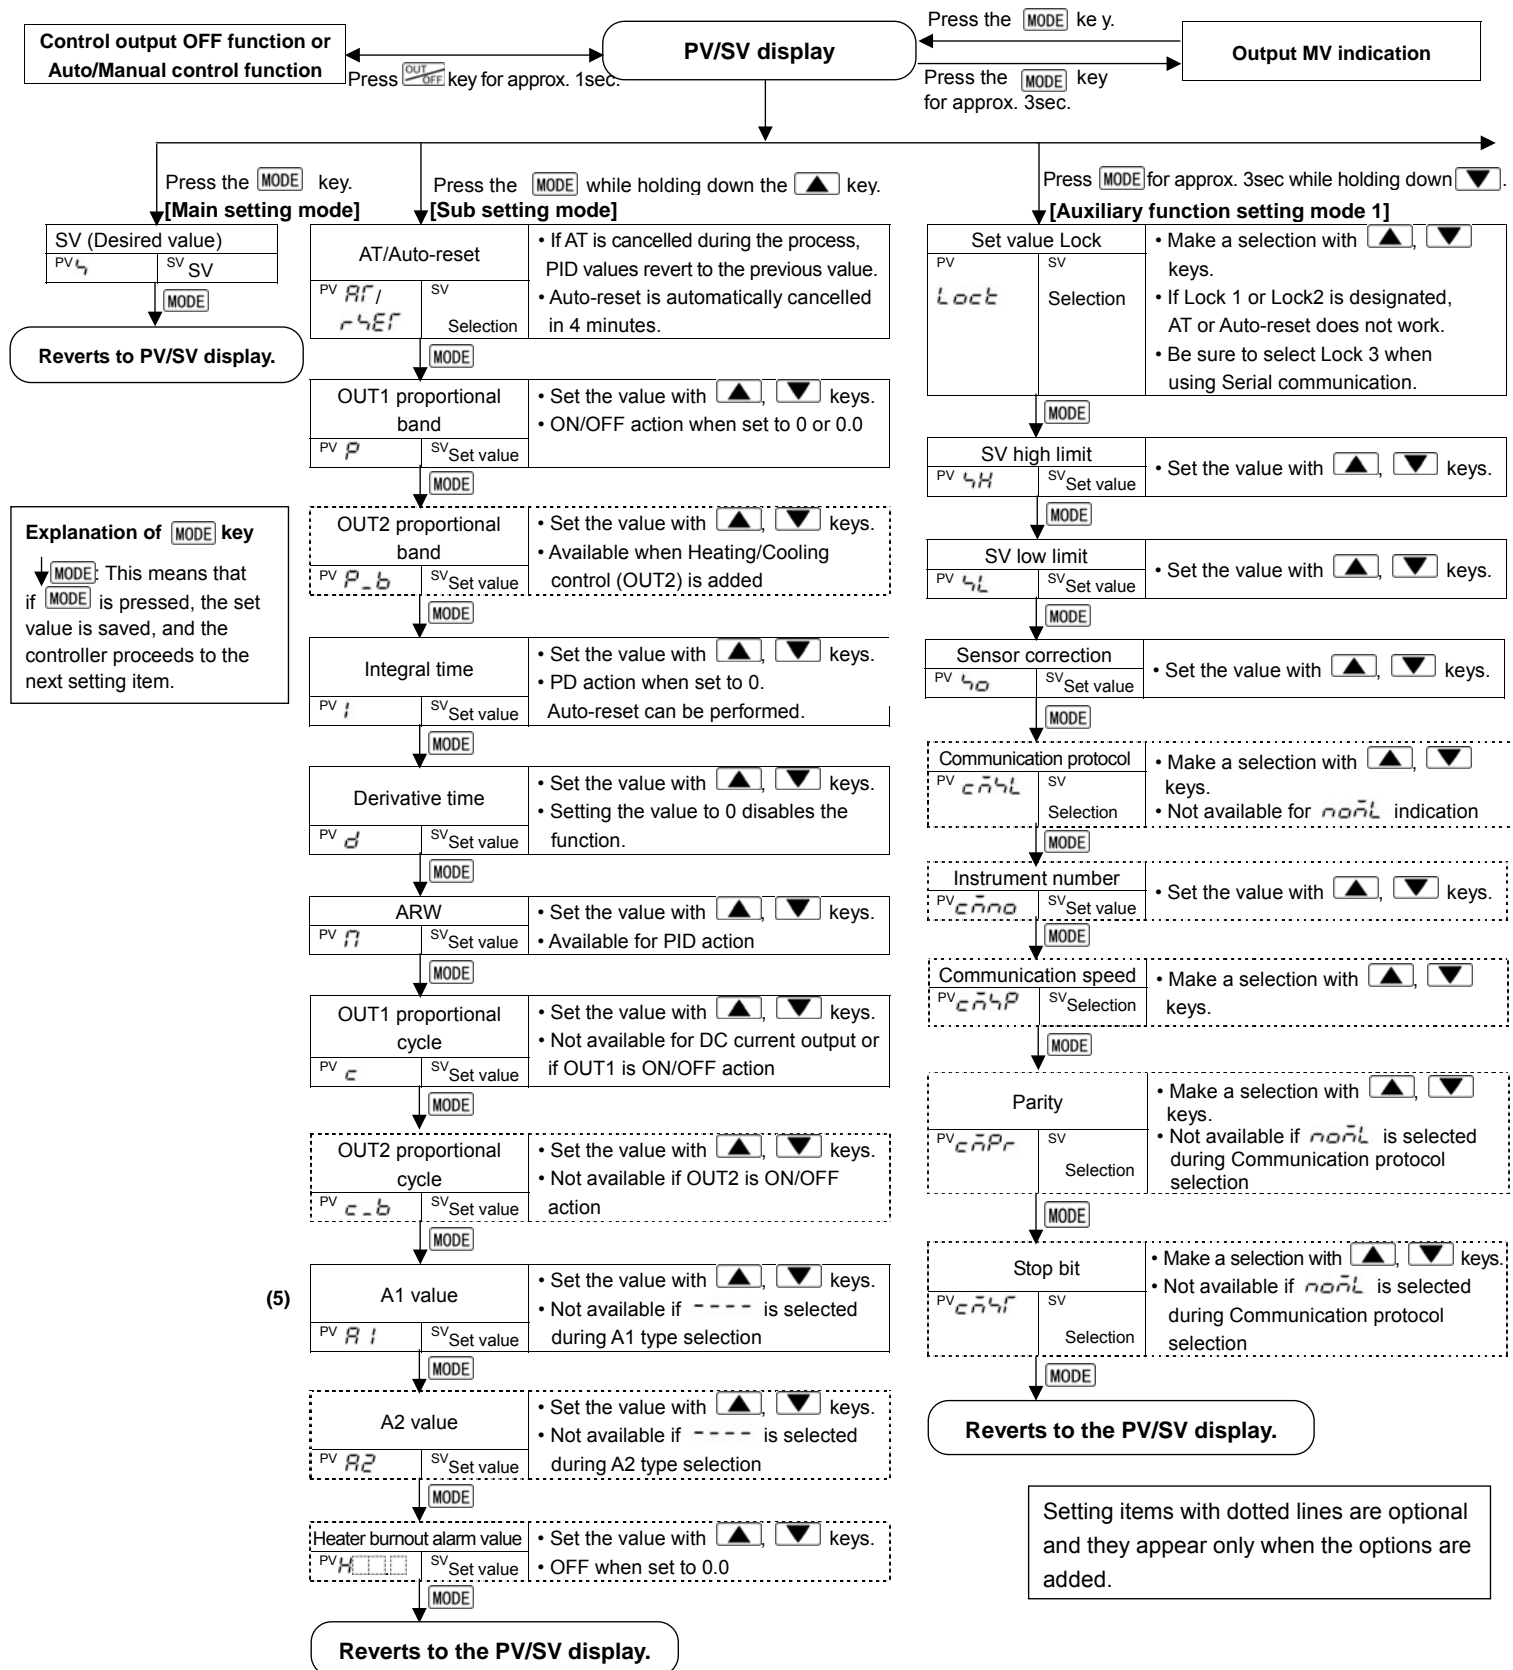 Control output OFF function or
Auto/Manual control function
Press OUT/OFF key for approx. 1sec.
PV/SV display
Press the MODE ke y.
Press the MODE key
for approx. 3sec.
Output MV indication
Press the MODE key.
[Main setting mode]
SV (Desired value)
PV SV SV
MODE
Reverts to PV/SV display.
Explanation of MODE key
MODE: This means that
if MODE is pressed, the set
value is saved, and the
controller proceeds to the
next setting item.
Press the MODE while holding down the ▲ key.
[Sub setting mode]
AT/Auto-reset
PV AT / rSET SV Selection
• If AT is cancelled during the process,
PID values revert to the previous value.
• Auto-reset is automatically cancelled
in 4 minutes.
MODE
OUT1 proportional
band
PV P SV Set value
• Set the value with ▲, ▼ keys.
• ON/OFF action when set to 0 or 0.0
MODE
OUT2 proportional
band
PV P_b SV Set value
• Set the value with ▲, ▼ keys.
• Available when Heating/Cooling
control (OUT2) is added
MODE
Integral time
PV I SV Set value
• Set the value with ▲, ▼ keys.
• PD action when set to 0.
Auto-reset can be performed.
MODE
Derivative time
PV d SV Set value
• Set the value with ▲, ▼ keys.
• Setting the value to 0 disables the
function.
MODE
ARW
PV SV Set value
• Set the value with ▲, ▼ keys.
• Available for PID action
MODE
OUT1 proportional
cycle
PV c SV Set value
• Set the value with ▲, ▼ keys.
• Not available for DC current output or
if OUT1 is ON/OFF action
MODE
OUT2 proportional
cycle
PV c_b SV Set value
• Set the value with ▲, ▼ keys.
• Not available if OUT2 is ON/OFF
action
MODE
(5)
A1 value
PV A1 SV Set value
• Set the value with ▲, ▼ keys.
• Not available if ---- is selected
during A1 type selection
MODE
A2 value
PV A2 SV Set value
• Set the value with ▲, ▼ keys.
• Not available if ---- is selected
during A2 type selection
MODE
Heater burnout alarm value
PV H SV Set value
• Set the value with ▲, ▼ keys.
• OFF when set to 0.0
MODE
Reverts to the PV/SV display.
Press MODE for approx. 3sec while holding down ▼.
[Auxiliary function setting mode 1]
Set value Lock
PV Lock SV Selection
• Make a selection with ▲, ▼
keys.
• If Lock 1 or Lock2 is designated,
AT or Auto-reset does not work.
• Be sure to select Lock 3 when
using Serial communication.
MODE
SV high limit
PV SH SV Set value
• Set the value with ▲, ▼ keys.
MODE
SV low limit
PV SL SV Set value
• Set the value with ▲, ▼ keys.
MODE
Sensor correction
PV So SV Set value
• Set the value with ▲, ▼ keys.
MODE
Communication protocol
PV cmSL SV Selection
• Make a selection with ▲, ▼
keys.
• Not available for nomL indication
MODE
Instrument number
PV cmno SV Set value
• Set the value with ▲, ▼ keys.
MODE
Communication speed
PV cmSP SV Selection
• Make a selection with ▲, ▼
keys.
MODE
Parity
PV cmPr SV Selection
• Make a selection with ▲, ▼
keys.
• Not available if nomL is selected
during Communication protocol
selection
MODE
Stop bit
PV cmST SV Selection
• Make a selection with ▲, ▼ keys.
• Not available if nomL is selected
during Communication protocol
selection
MODE
Reverts to the PV/SV display.
Setting items with dotted lines are optional
and they appear only when the options are
added.